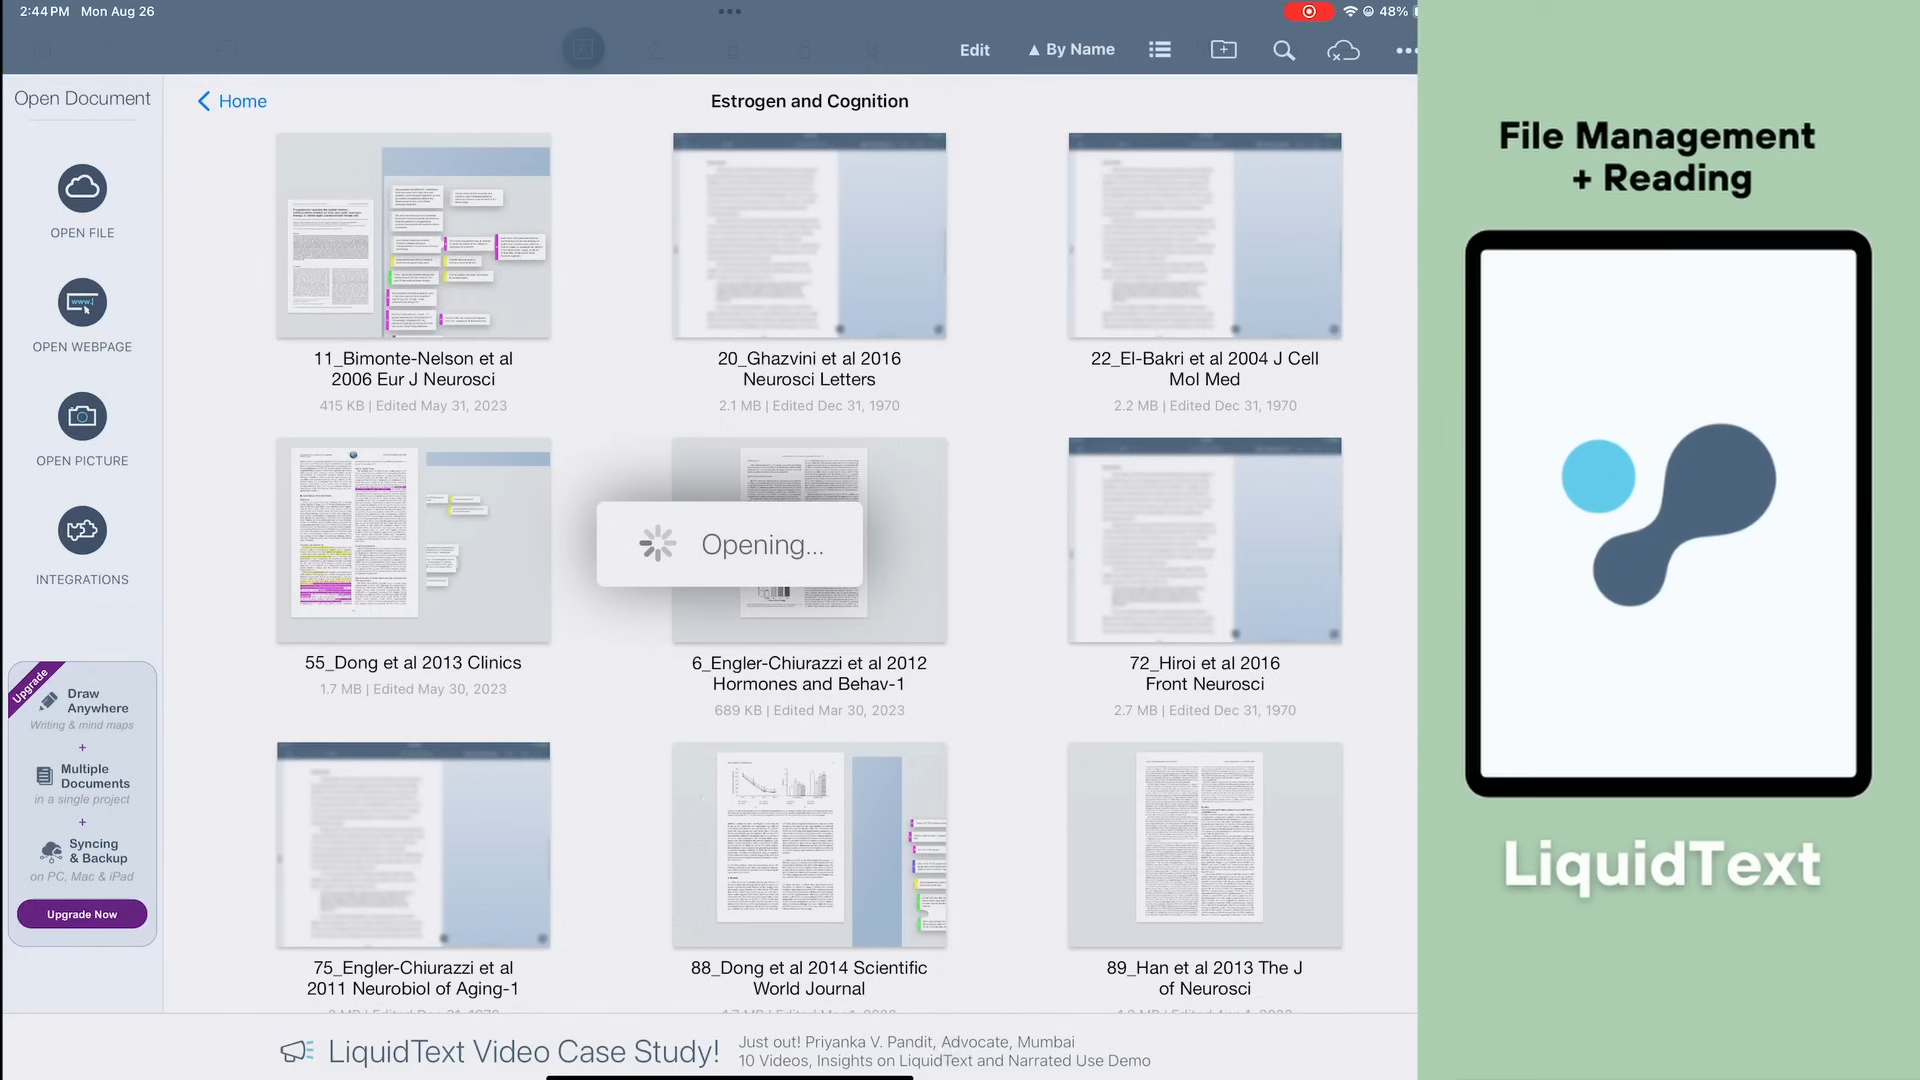 2:44PM Mon Aug 26
48%
Edit
▲ By Name
Open Document
Home
Estrogen and Cognition
OPEN FILE
www.
OPEN WEBPAGE
OPEN PICTURE
INTEGRATIONS
11_Bimonte-Nelson et al
2006 Eur J Neurosci
415 KB | Edited May 31, 2023
20_Ghazvini et al 2016
Neurosci Letters
2.1 MB | Edited Dec 31, 1970
22_El-Bakri et al 2004 J Cell
Mol Med
2.2 MB | Edited Dec 31, 1970
Opening...
55_Dong et al 2013 Clinics
1.7 MB | Edited May 30, 2023
6_Engler-Chiurazzi et al 2012
Hormones and Behav-1
689 KB | Edited Mar 30, 2023
72_Hiroi et al 2016
Front Neurosci
2.7 MB | Edited Dec 31, 1970
75_Engler-Chiurazzi et al
2011 Neurobiol of Aging-1
88_Dong et al 2014 Scientific
World Journal
89_Han et al 2013 The J
of Neurosci
Upgrade
Draw
Anywhere
Writing & mind maps
+
Multiple
Documents
in a single project
+
Syncing
& Backup
on PC, Mac & iPad
Upgrade Now
LiquidText Video Case Study!
Just out! Priyanka V. Pandit, Advocate, Mumbai
10 Videos, Insights on LiquidText and Narrated Use Demo
File Management
+ Reading
LiquidText